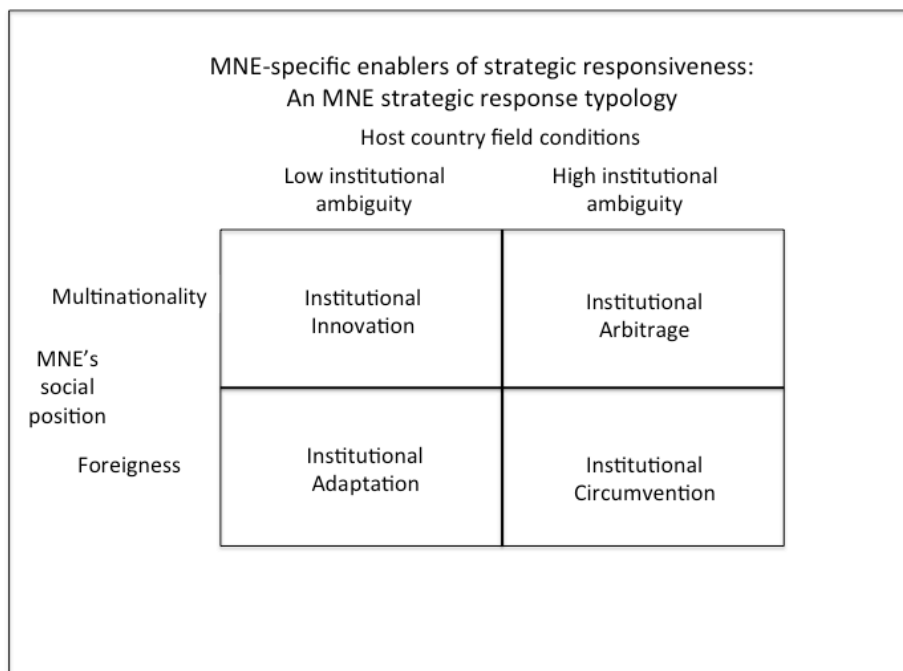 MNE-specific enablers of strategic responsiveness:
An MNE strategic response typology
Host country field conditions
Low institutional
ambiguity
High institutional
ambiguity
Multinationality
Institutional
Innovation
Institutional
Arbitrage
MNE's
social
position
Foreigness
Institutional
Adaptation
Institutional
Circumvention